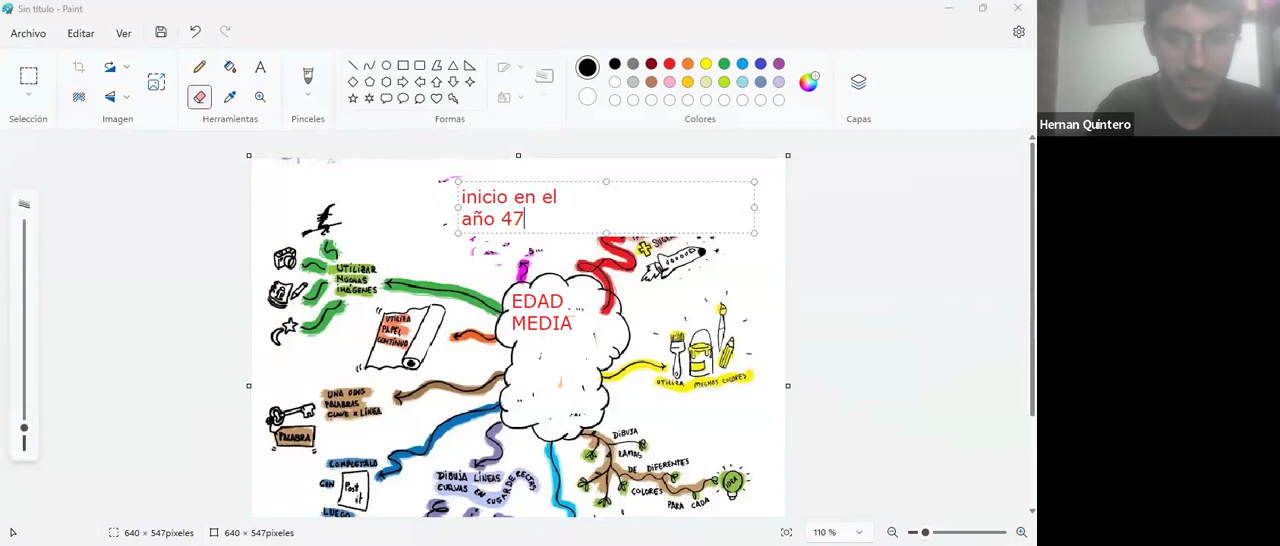 Sin título - Paint
Archivo
Editar
Ver
Selección
Imagen
Herramientas
Pinceles
Formas
Colores
Capas
Hernan Quintero
inicio en el
año 47
UTILIZAR
MUCHAS
IMÁGENES
EDAD
MEDIA
UTILIZA
PAPEL
CONTINUO
UTILIZA MUCHOS COLORES
UNA O DOS
PALABRAS
CLAVE X LÍNEA
PALABRA
DIBUJA
RAMAS
DE DIFERENTES
COLORES PARA CADA
IDEA
COMPLETALO
CON
Post
it
LUEGO
DIBUJA LÍNEAS
CURVAS EN LUGAR DE RECTAS
640 × 547píxeles
640 × 547píxeles
110 %